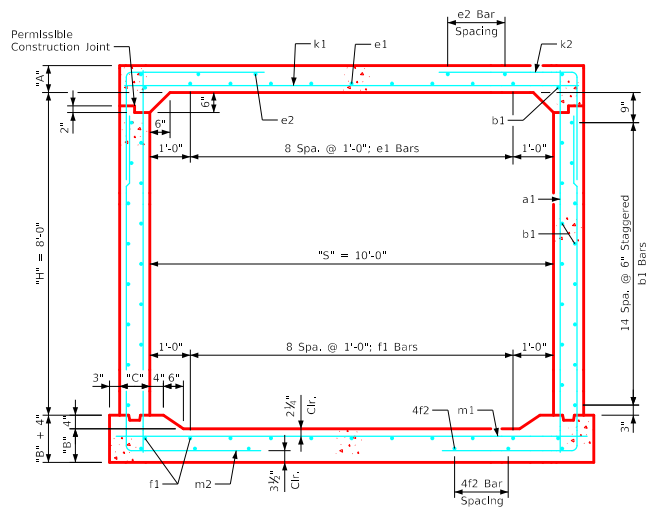 e2 Bar
Spacing
Permissible
Construction Joint
k1
e1
k2
"A"
2"
6"
6"
e2
b1
9"
1'-0"
8 Spa. @ 1'-0"; e1 Bars
1'-0"
a1
b1
"H" = 8'-0"
"S" = 10'-0"
14 Spa. @ 6" Staggered
b1 Bars
1'-0"
8 Spa. @ 1'-0"; f1 Bars
1'-0"
3"
"C"
4"
6"
2¼"
Clr.
4f2
m1
4"
3"
"B" + 4"
"B"
f1
m2
3½"
Clr.
4f2 Bar
Spacing